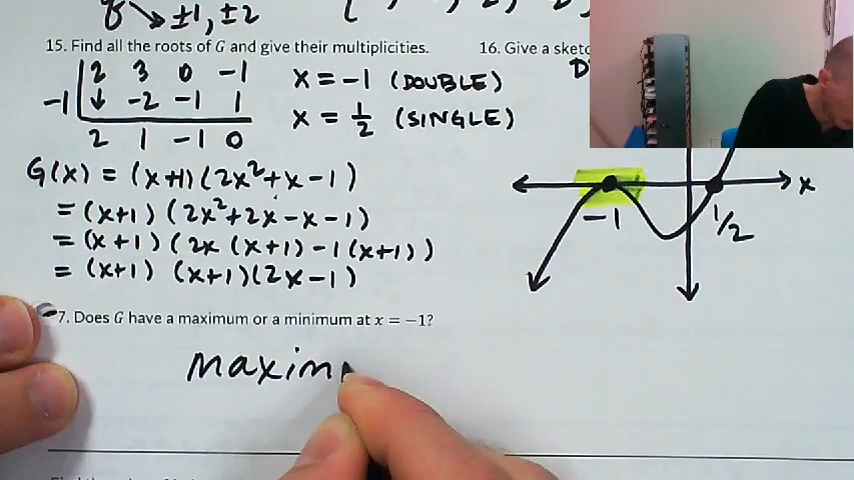 ±1, ±2
15. Find all the roots of G and give their multiplicities.
16. Give a sketc
2 3 0 -1
-1 ↓ -2 -1 1
2 1 -1 0
x = -1 (DOUBLE)
x = 1/2 (SINGLE)
G(x) = (x+1)(2x²+x-1)
= (x+1)(2x²+2x-x-1)
= (x+1)(2x(x+1)-1(x+1))
= (x+1)(x+1)(2x-1)
x
-1
1/2
7. Does G have a maximum or a minimum at x = −1?
maxim